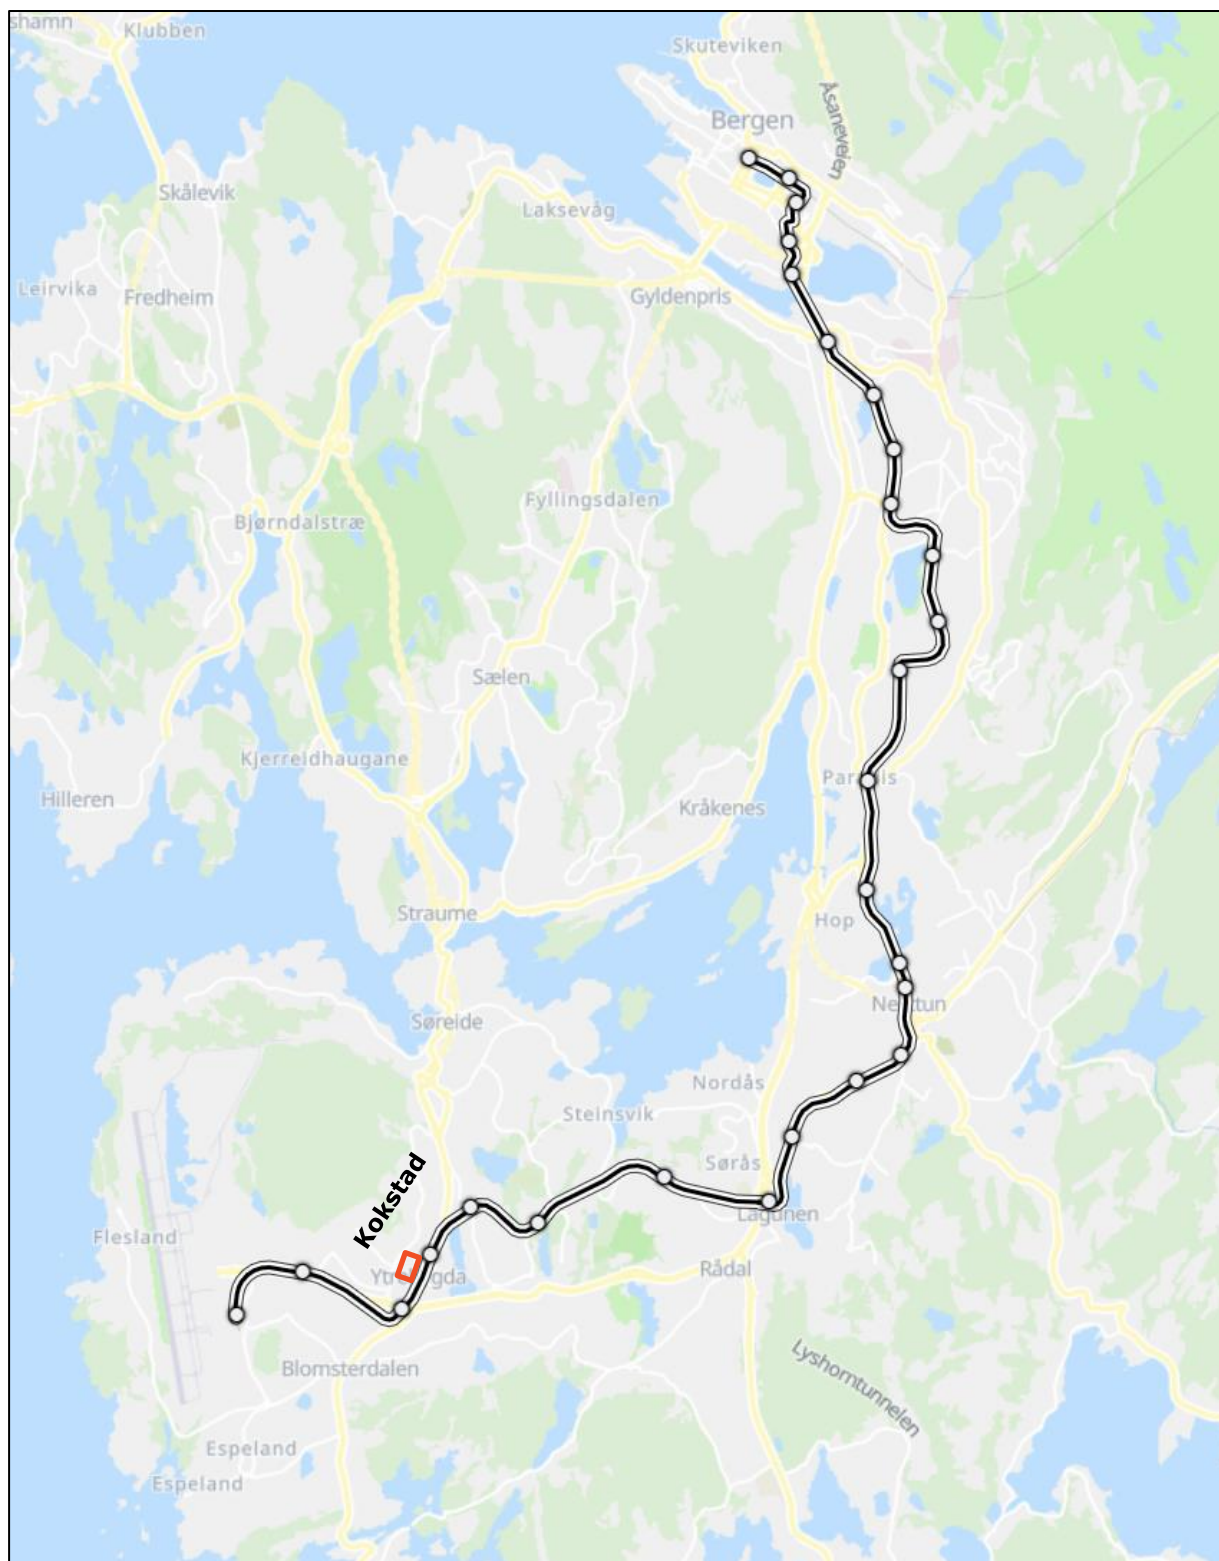 shamn
Klubben
Skuteviken
Åsaneveien
Bergen
Skålevik
Laksevåg
Leirvika
Fredheim
Gyldenpris
Fyllingsdalen
Bjørndalstræ
Sælen
Kjerreidhaugane
Hilleren
Kråkenes
Straume
Hop
Søreide
Nordås
Steinsvik
Sørås
Kokstad
Lagunen
Flesland
Rådal
Blomsterdalen
Lyshorntunnelen
Espeland
Espeland